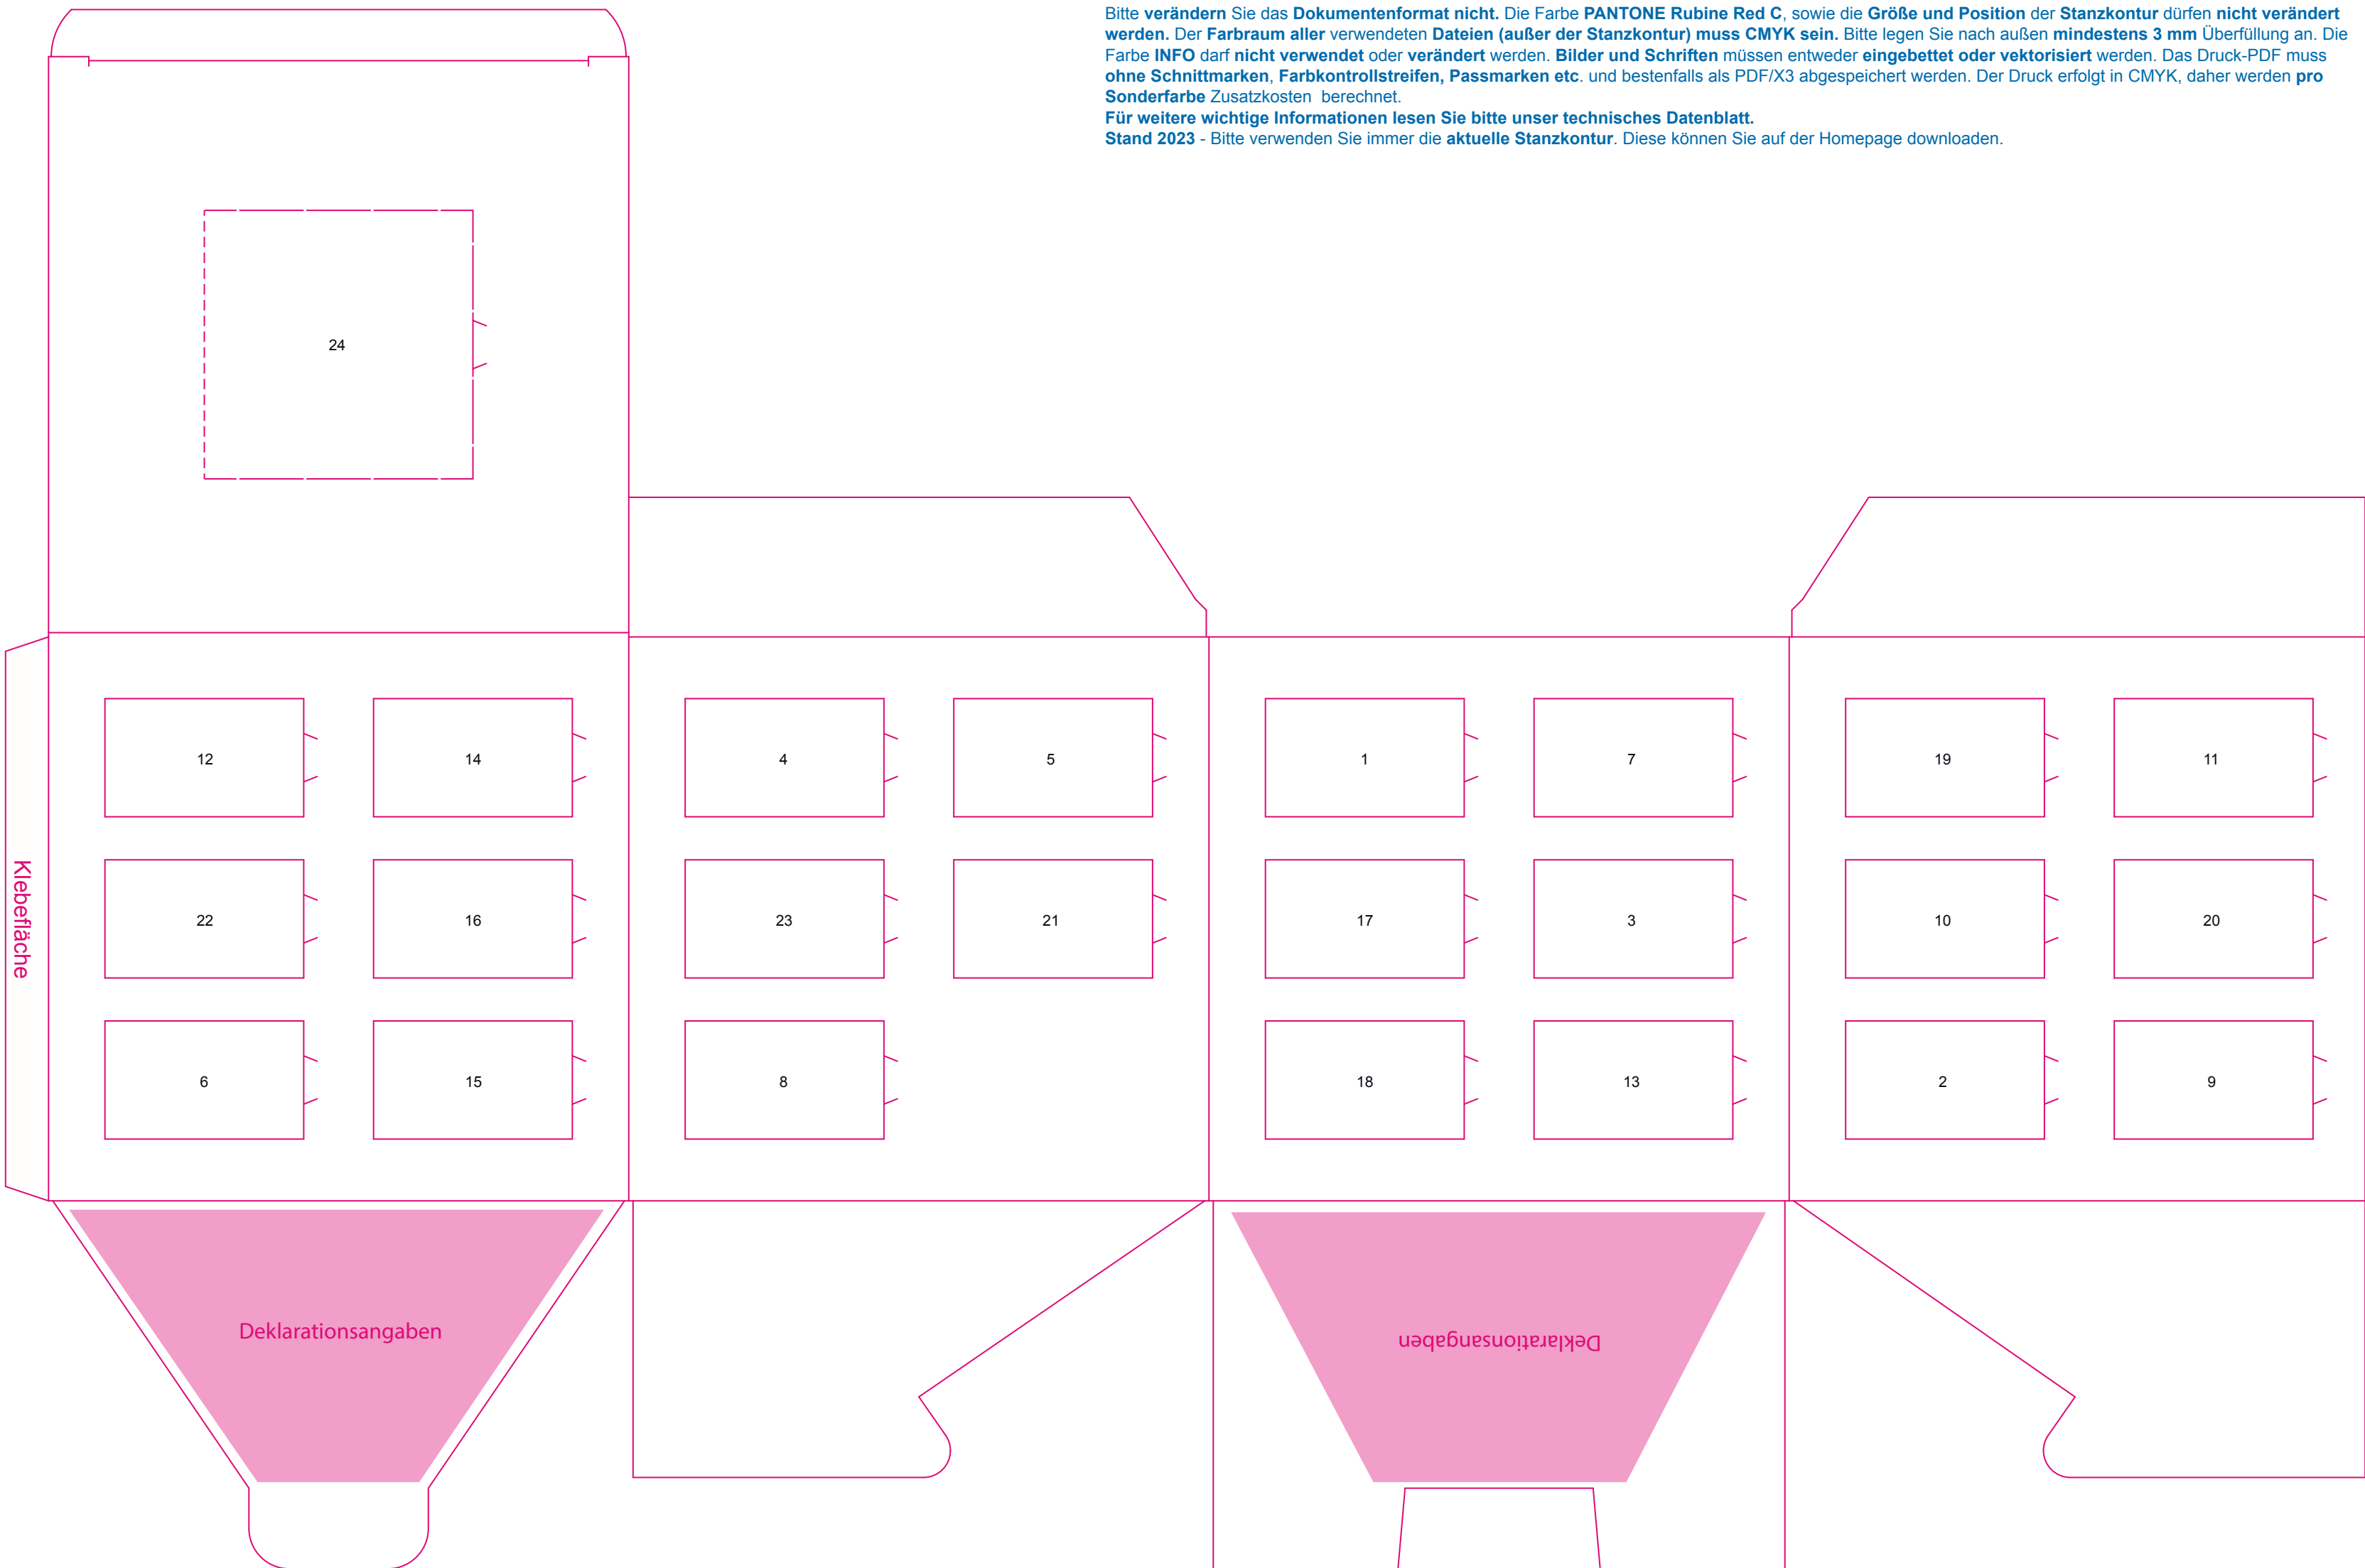 Bitte verändern Sie das Dokumentenformat nicht. Die Farbe PANTONE Rubine Red C, sowie die Größe und Position der Stanzkontur dürfen nicht verändert
werden. Der Farbraum aller verwendeten Dateien (außer der Stanzkontur) muss CMYK sein. Bitte legen Sie nach außen mindestens 3 mm Überfüllung an. Die
Farbe INFO darf nicht verwendet oder verändert werden. Bilder und Schriften müssen entweder eingebettet oder vektorisiert werden. Das Druck-PDF muss
ohne Schnittmarken, Farbkontrollstreifen, Passmarken etc. und bestenfalls als PDF/X3 abgespeichert werden. Der Druck erfolgt in CMYK, daher werden pro
Sonderfarbe Zusatzkosten berechnet.
Für weitere wichtige Informationen lesen Sie bitte unser technisches Datenblatt.
Stand 2023 - Bitte verwenden Sie immer die aktuelle Stanzkontur. Diese können Sie auf der Homepage downloaden.
24
12 14 4 5 1 7 19 11
Klebefläche
22 16 23 21 17 3 10 20
6 15 8 18 13 2 9
Deklarationsangaben
Deklarationsangaben